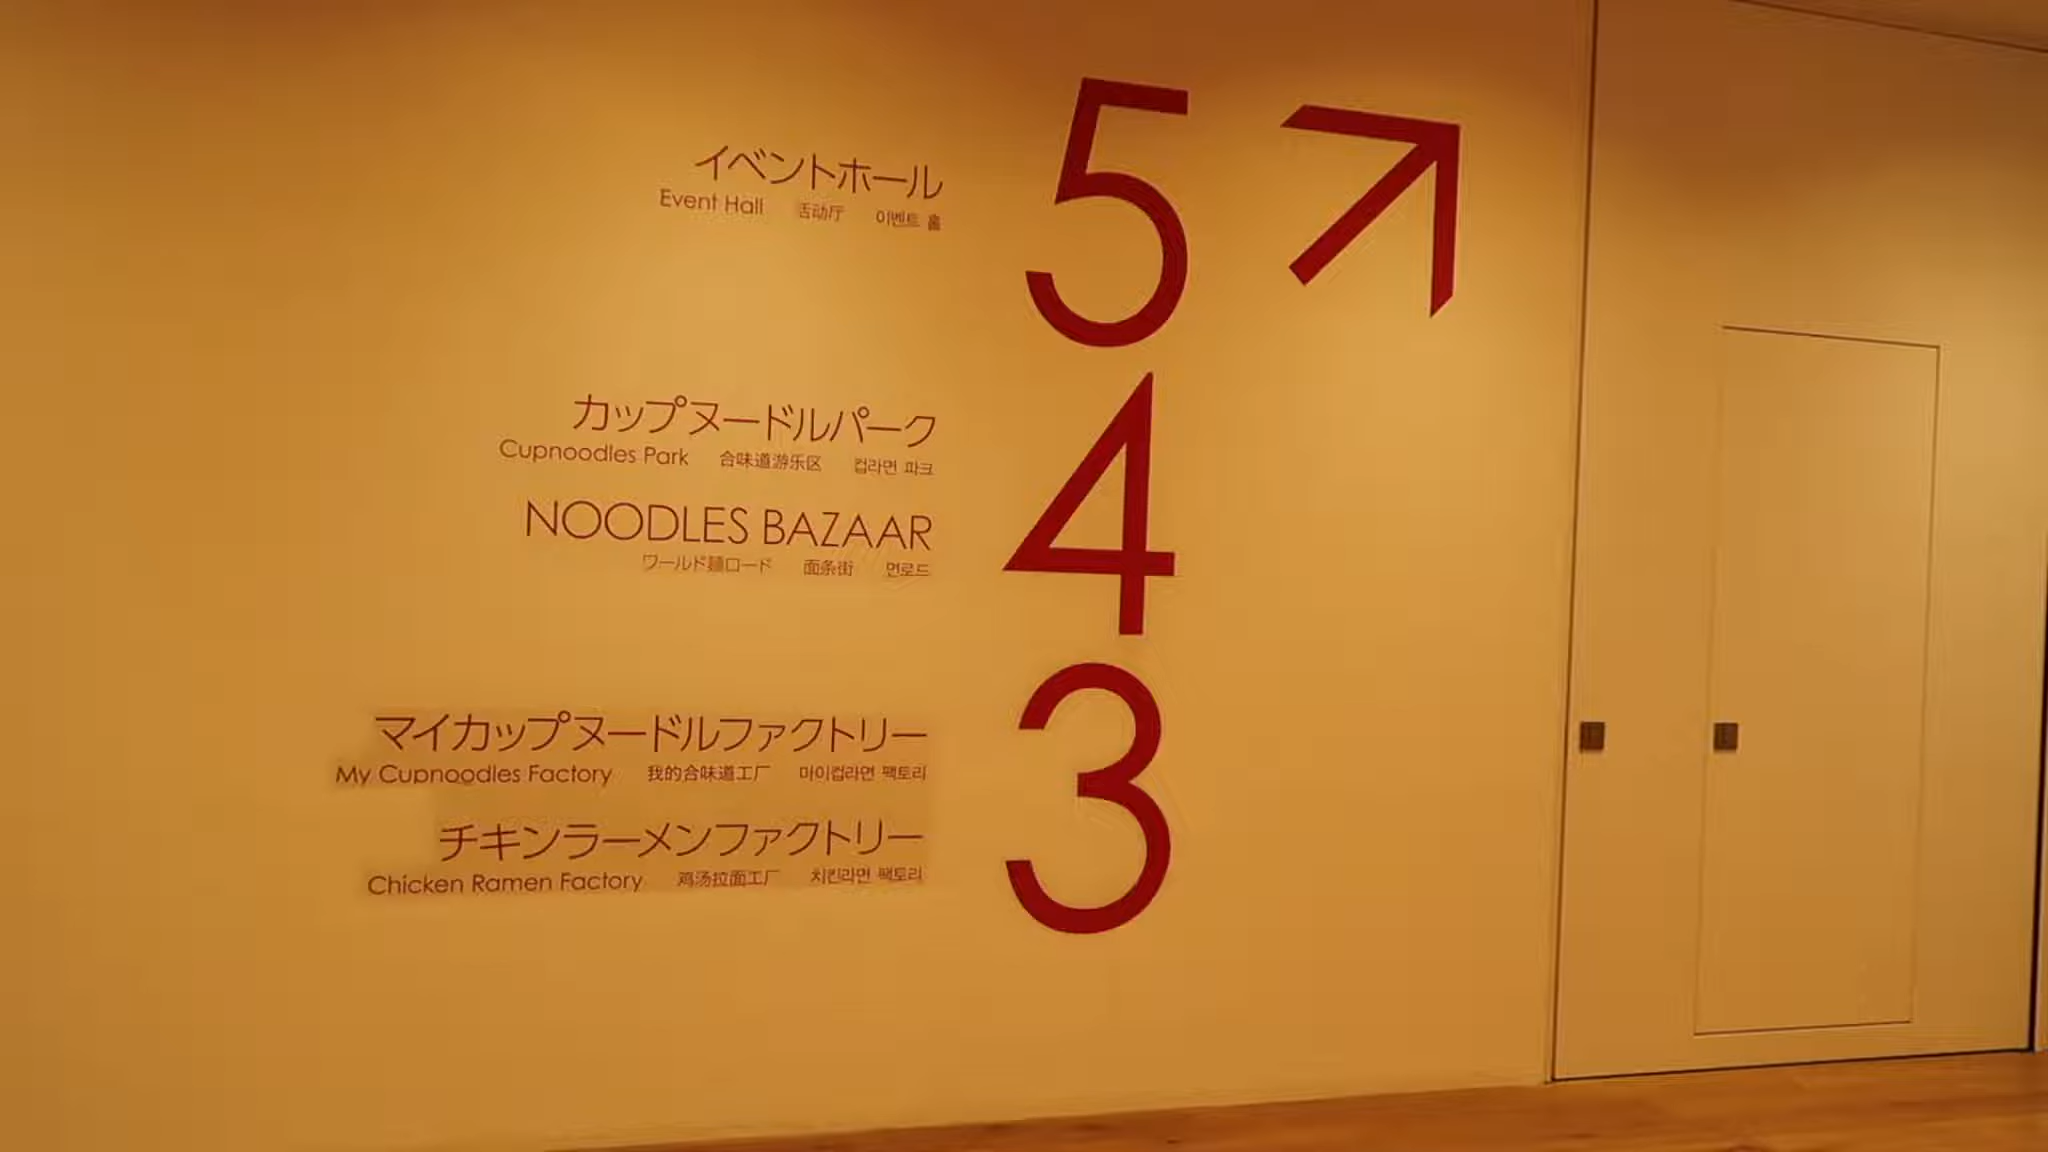 イベントホール
Event Hall 活动厅 이벤트 홀
5
カップヌードルパーク
Cupnoodles Park 合味道游乐区 컵라면 파크
NOODLES BAZAAR
ワールド麺ロード 面条街 면로드
4
マイカップヌードルファクトリー
My Cupnoodles Factory 我的合味道工厂 마이컵라면 팩토리
チキンラーメンファクトリー
Chicken Ramen Factory 鸡汤拉面工厂 치킨라면 팩토리
3